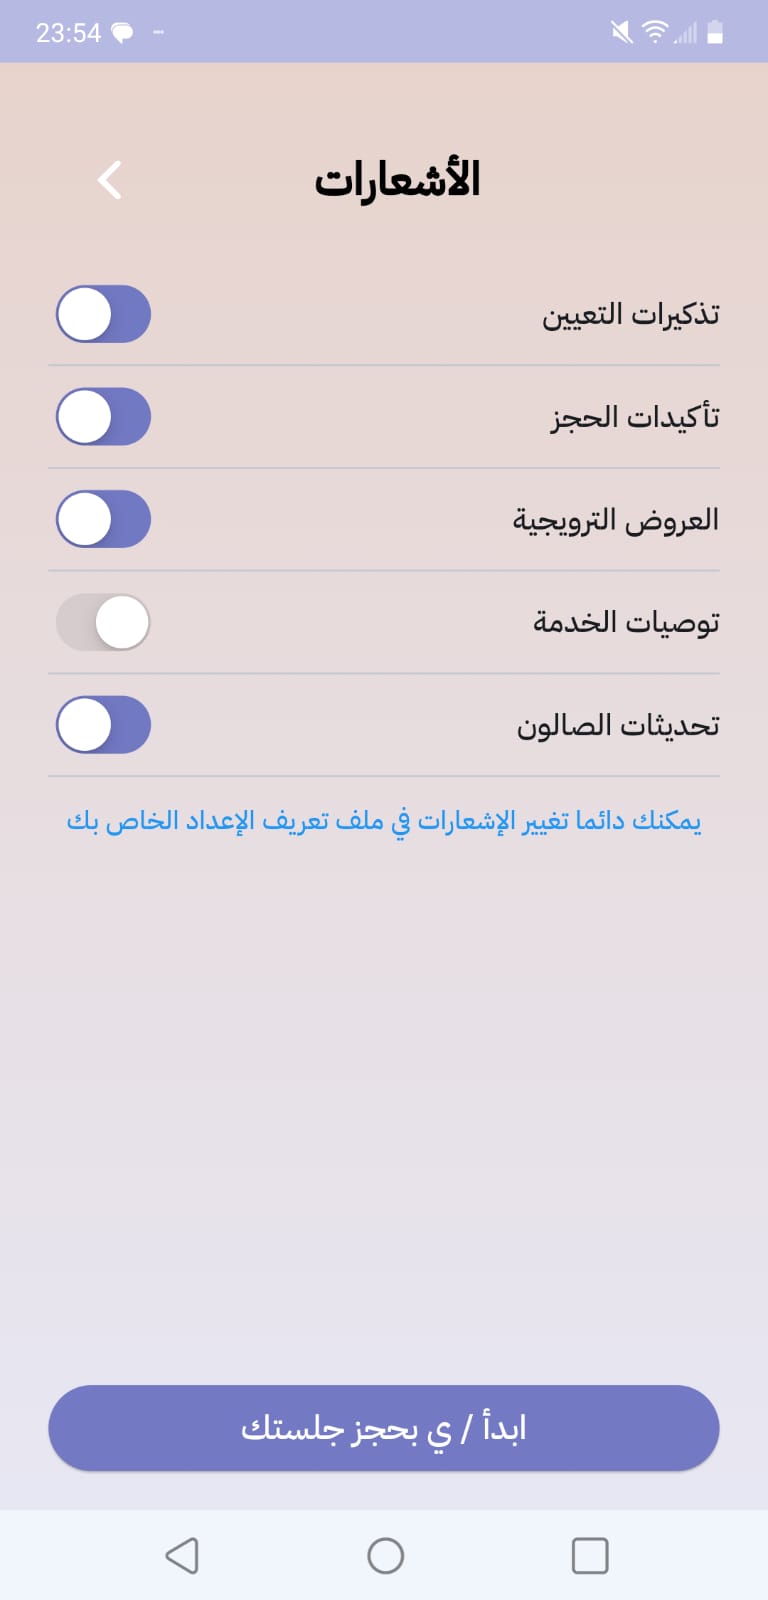 23:54
الأشعارات
تذكيرات التعيين
تأكيدات الحجز
العروض الترويجية
توصيات الخدمة
تحديثات الصالون
يمكنك دائما تغيير الإشعارات في ملف تعريف الإعداد الخاص بك
ابدأ / ي بحجز جلستك